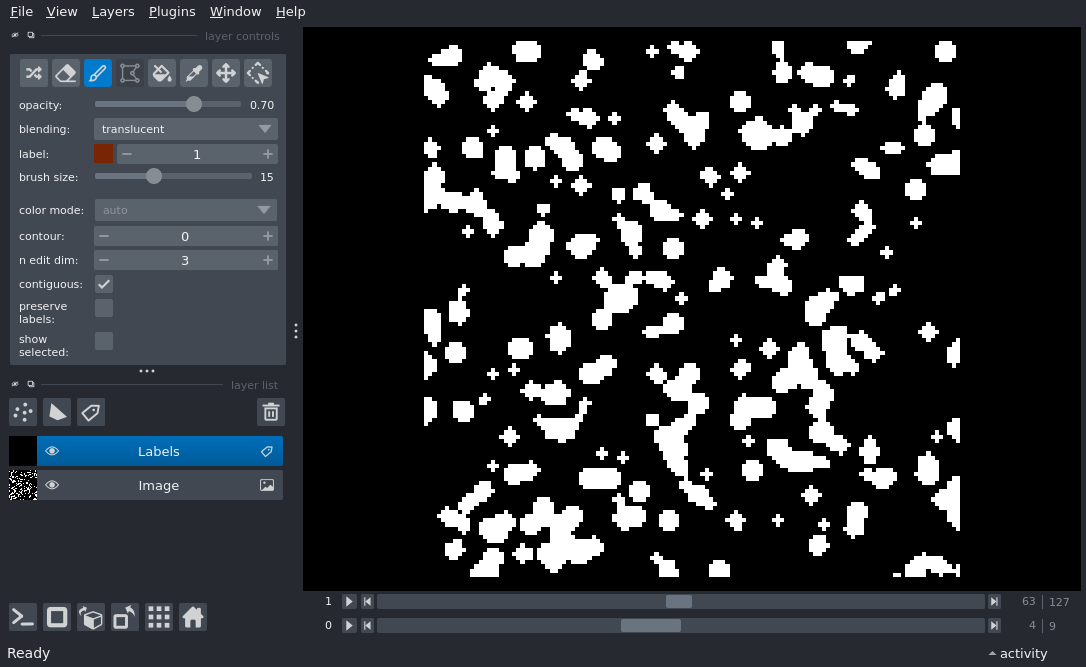 File View Layers Plugins Window Help
layer controls
opacity: 0.70
blending: translucent
label: 1
brush size: 15
color mode: auto
contour: 0
n edit dim: 3
contiguous:
preserve
labels:
show
selected:
layer list
Labels
Image
1 63 127
0 4 9
Ready activity